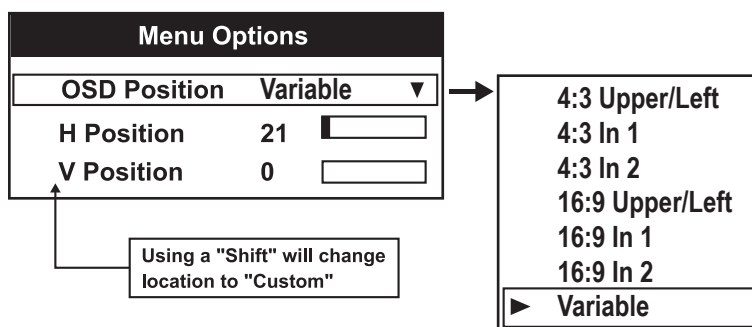 Menu Options
OSD Position Variable ▼
H Position 21
V Position 0
Using a "Shift" will change
location to "Custom"
4:3 Upper/Left
4:3 In 1
4:3 In 2
16:9 Upper/Left
16:9 In 1
16:9 In 2
► Variable